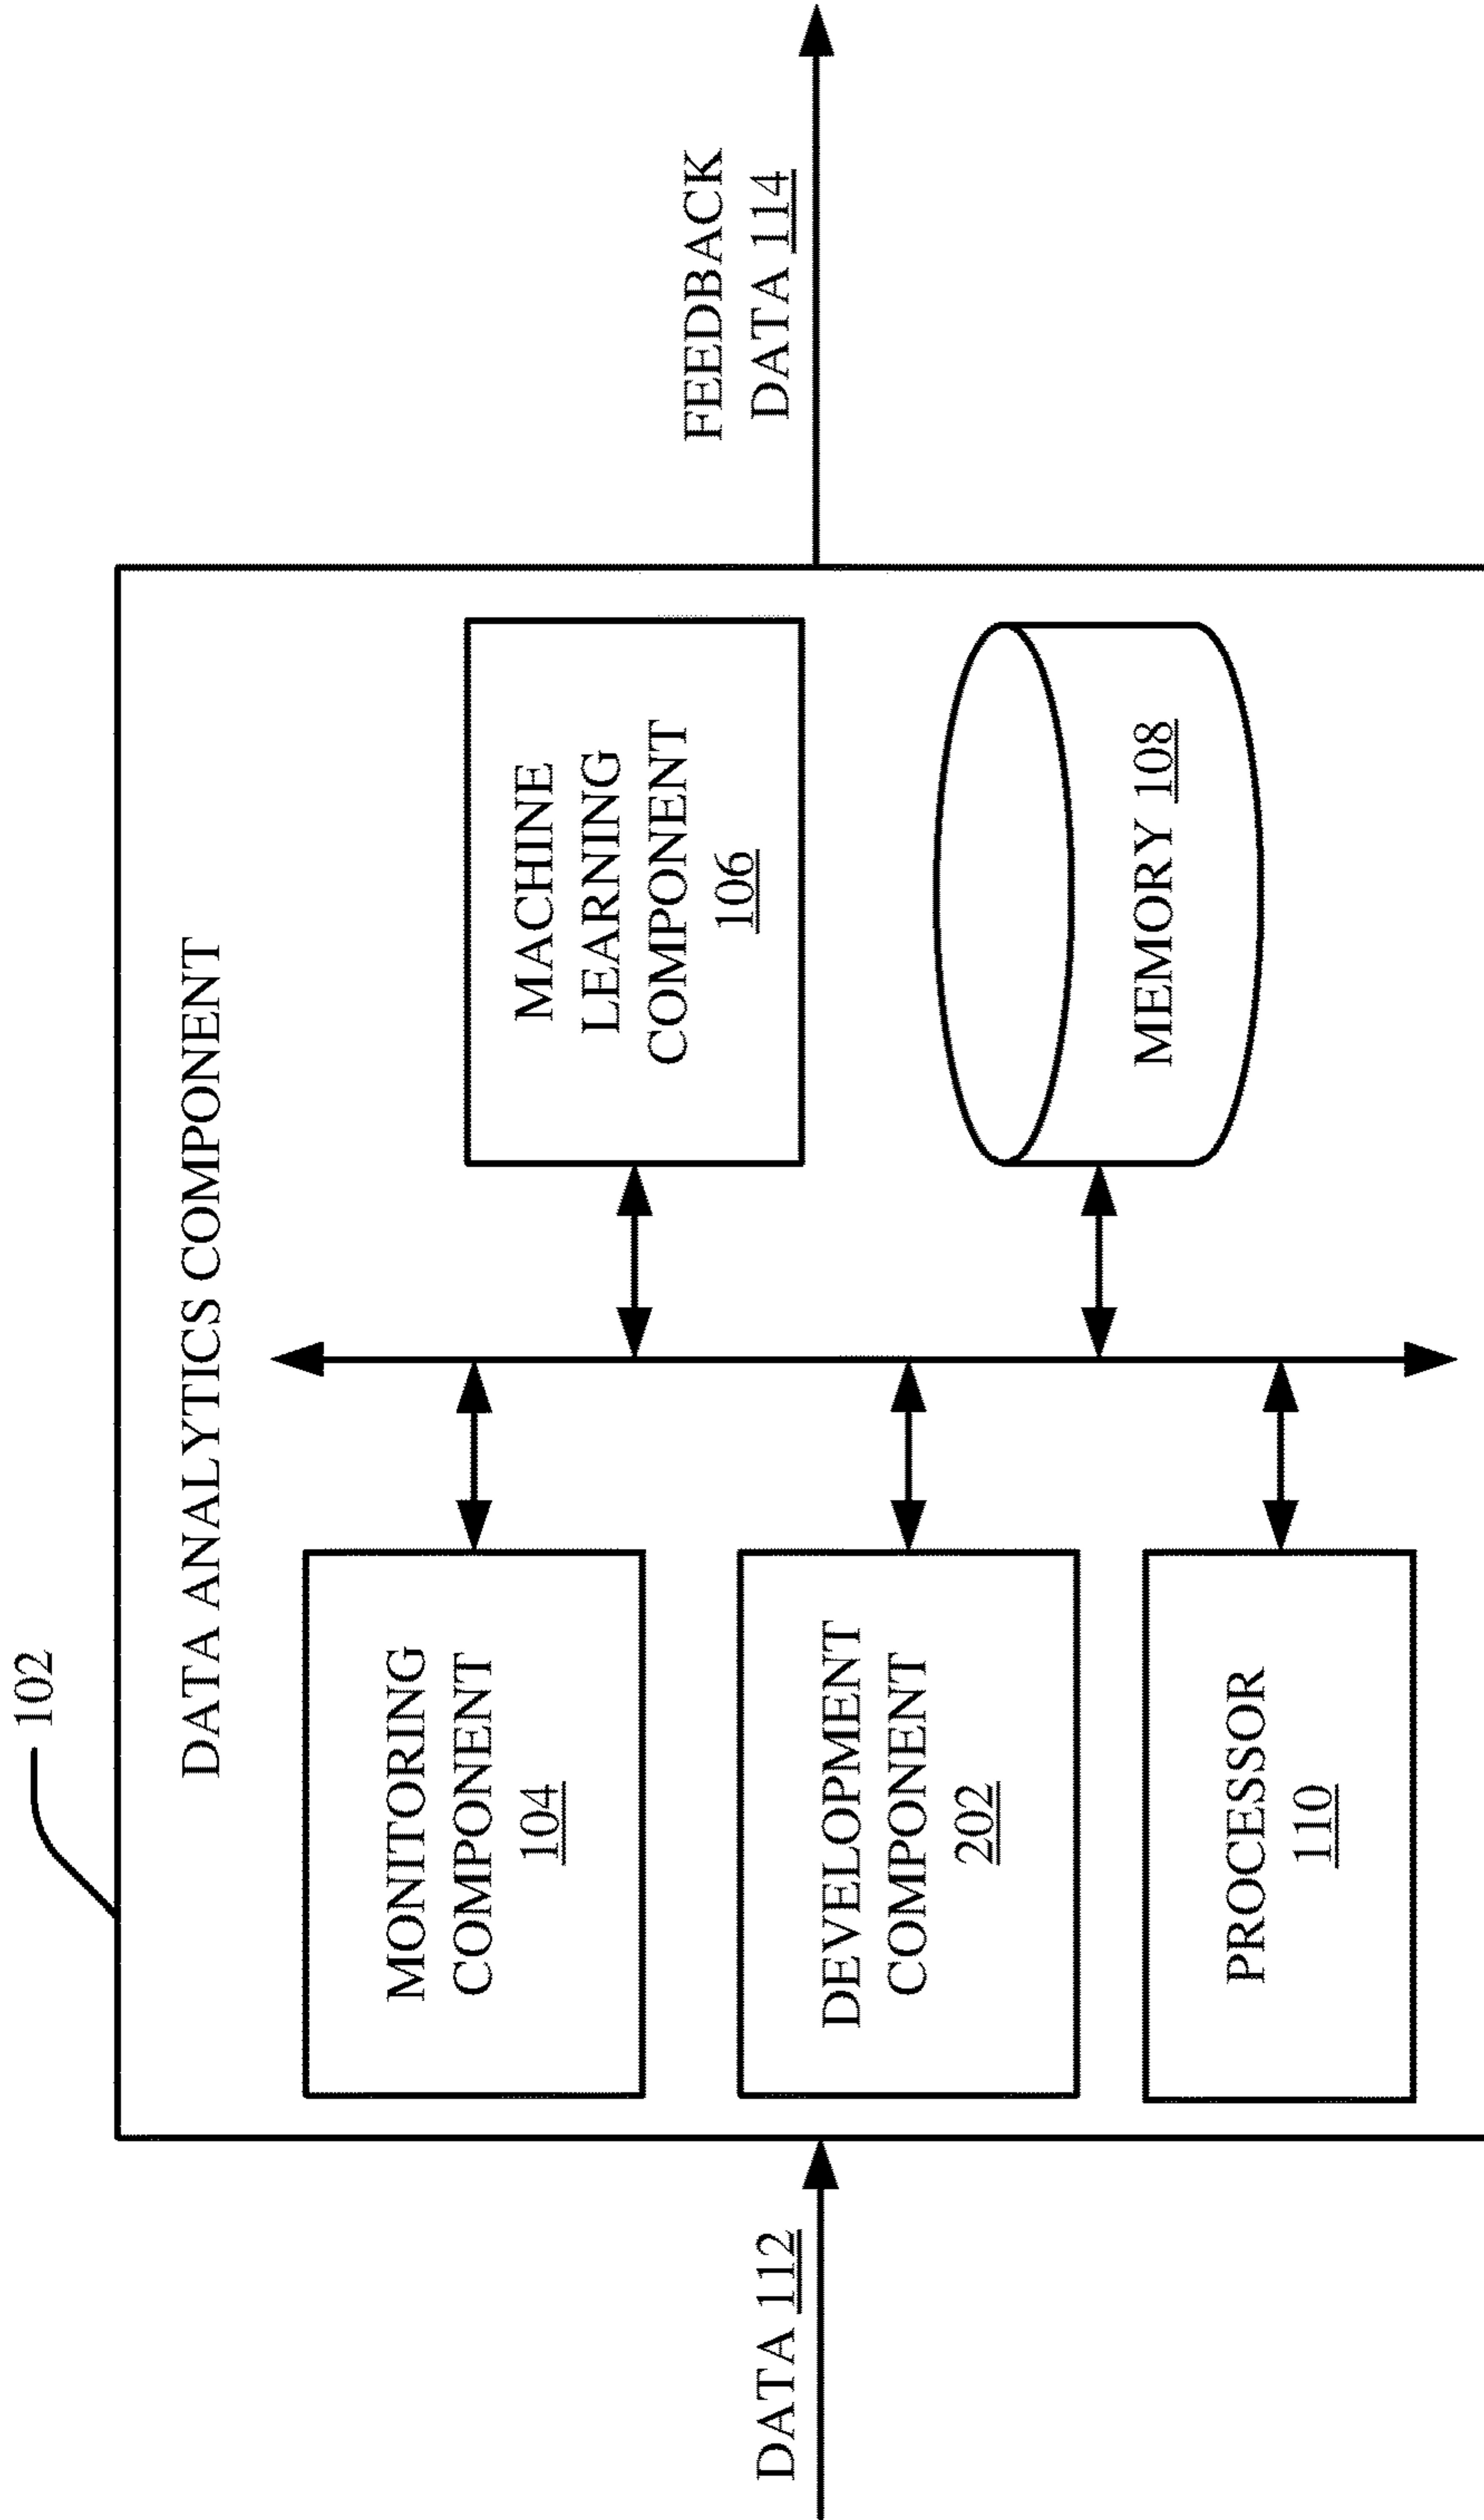 102
DATA ANALYTICS COMPONENT
MONITORING
COMPONENT
104
MACHINE
LEARNING
COMPONENT
106
DATA 112
DEVELOPMENT
COMPONENT
202
FEEDBACK
DATA 114
MEMORY 108
PROCESSOR
110